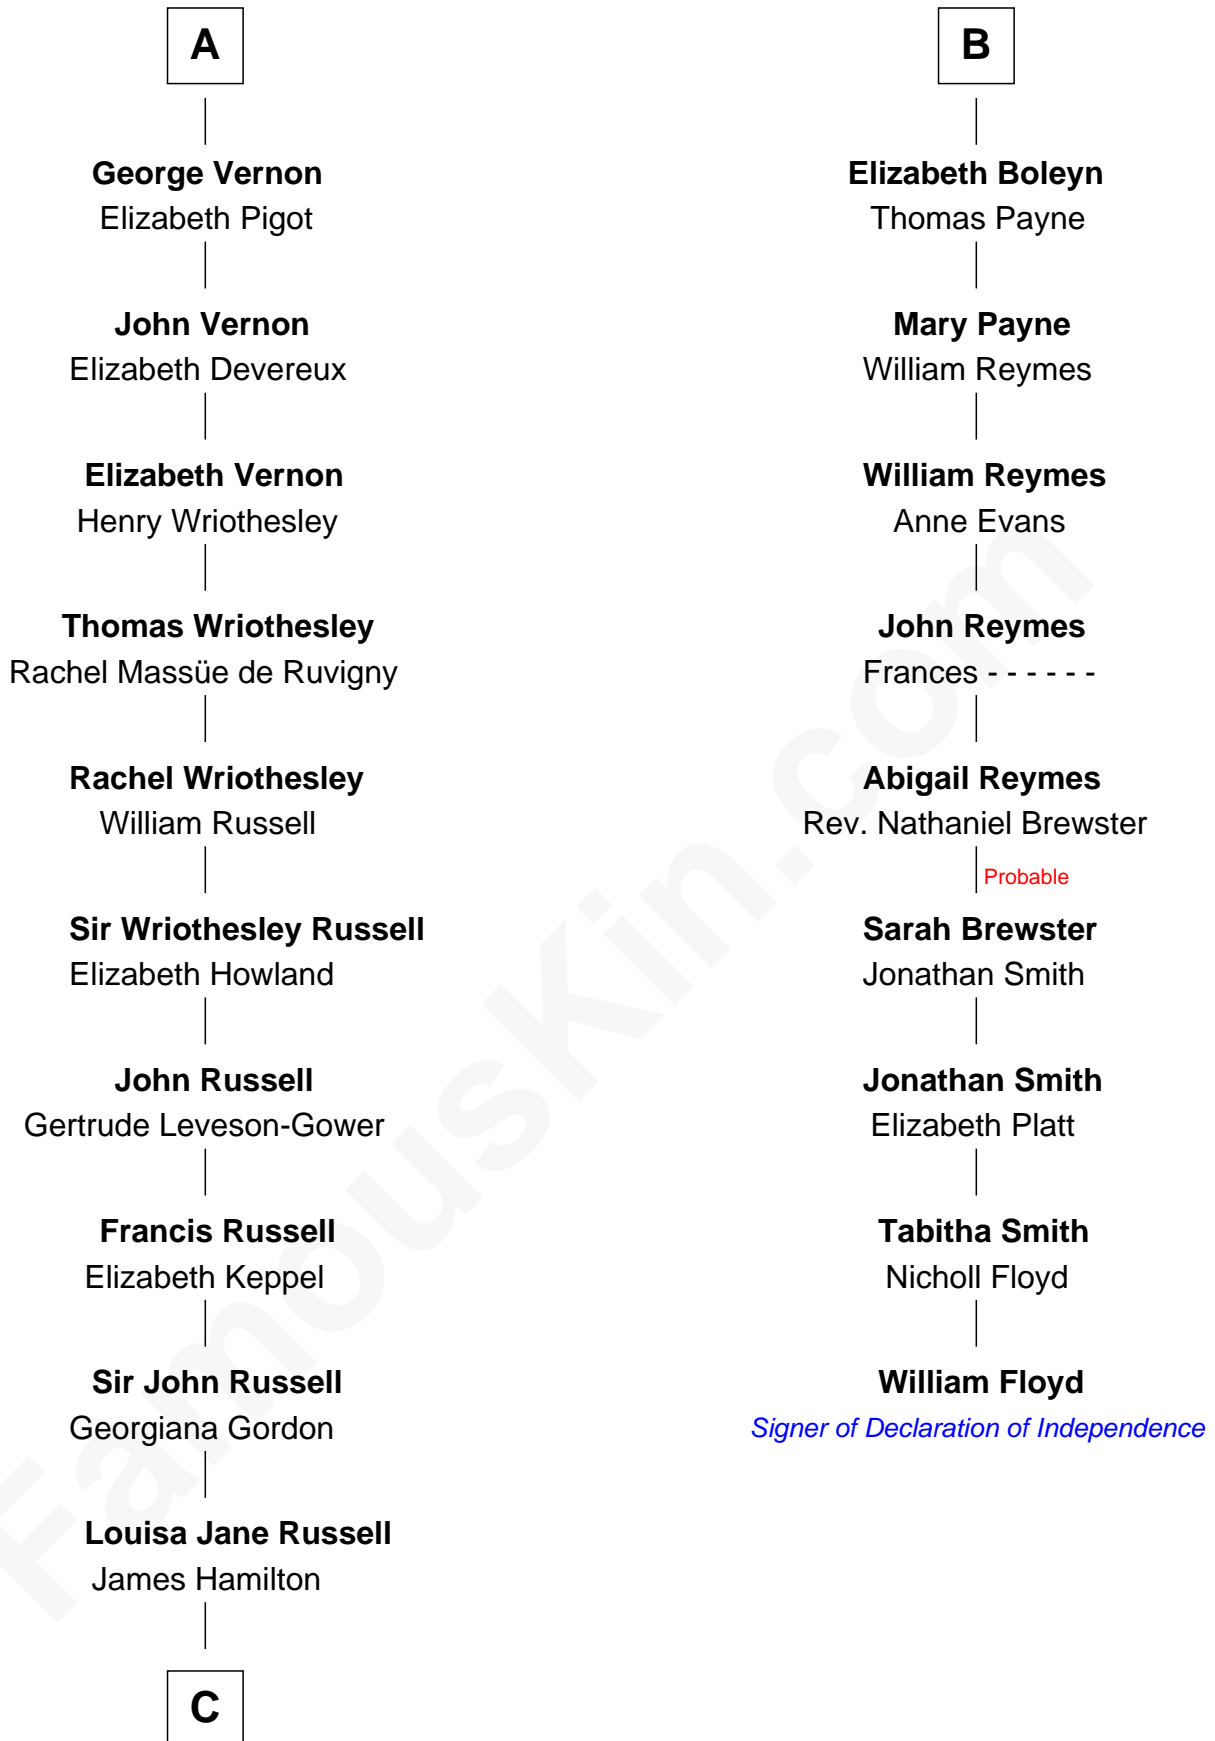 A
George Vernon
Elizabeth Pigot
John Vernon
Elizabeth Devereux
Elizabeth Vernon
Henry Wriothesley
Thomas Wriothesley
Rachel Massüe de Ruvigny
Rachel Wriothesley
William Russell
Sir Wriothesley Russell
Elizabeth Howland
John Russell
Gertrude Leveson-Gower
Francis Russell
Elizabeth Keppel
Sir John Russell
Georgiana Gordon
Louisa Jane Russell
James Hamilton
C
B
Elizabeth Boleyn
Thomas Payne
Mary Payne
William Reymes
William Reymes
Anne Evans
John Reymes
Frances - - - - - -
Abigail Reymes
Rev. Nathaniel Brewster
Probable
Sarah Brewster
Jonathan Smith
Jonathan Smith
Elizabeth Platt
Tabitha Smith
Nicholl Floyd
William Floyd
Signer of Declaration of Independence
FamousKin.com